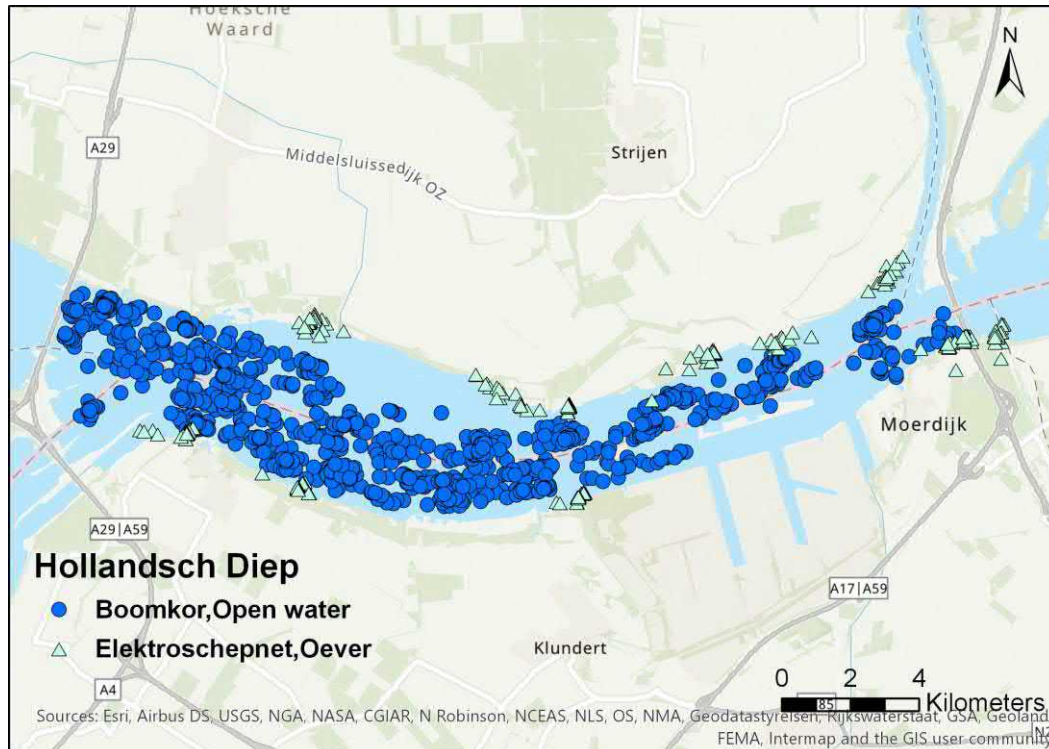 Hoeksche
Waard
N
A29
Middelsluissedijk OZ
Strijen
Moerdijk
A29|A59
Hollandsch Diep
Boomkor,Open water
Elektroschepnet,Oever
A17|A59
Klundert
A4
0 2 4
Kilometers
85
Sources: Esri, Airbus DS, USGS, NGA, NASA, CGIAR, N Robinson, NCEAS, NLS, OS, NMA, Geodatastyrelsen, Rijkswaterstaat, GSA, Geoland
FEMA, Intermap and the GIS user community